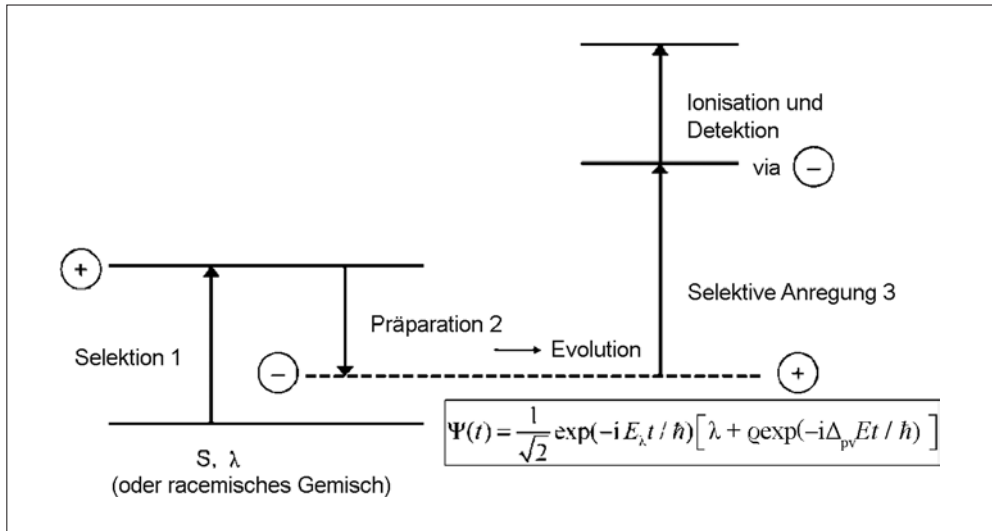 Ionisation und
Detektion
via −
+
Selektion 1
Präparation 2
Selektive Anregung 3
→ Evolution
−
+
Ψ(t) = 1/√2 exp(−i E_λ t / ħ) [λ + ϱexp(−iΔ_pv Et / ħ) ]
S, λ
(oder racemisches Gemisch)